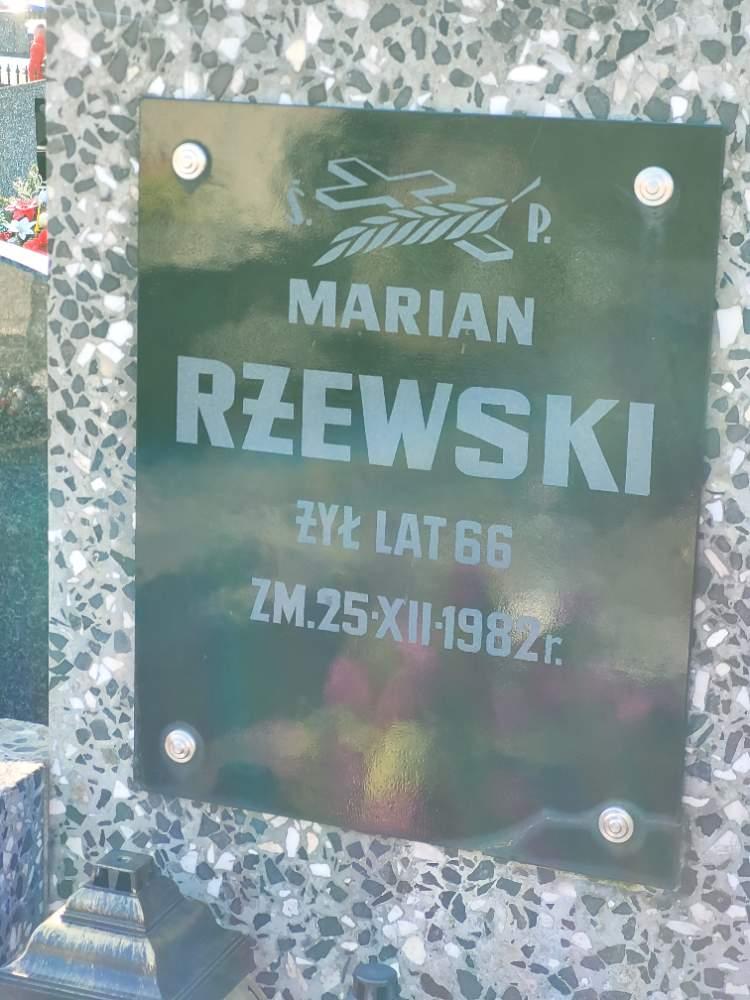 Ś. P.
MARIAN
RŻEWSKI
ŻYŁ LAT 66
ZM. 25·XII·1982 r.